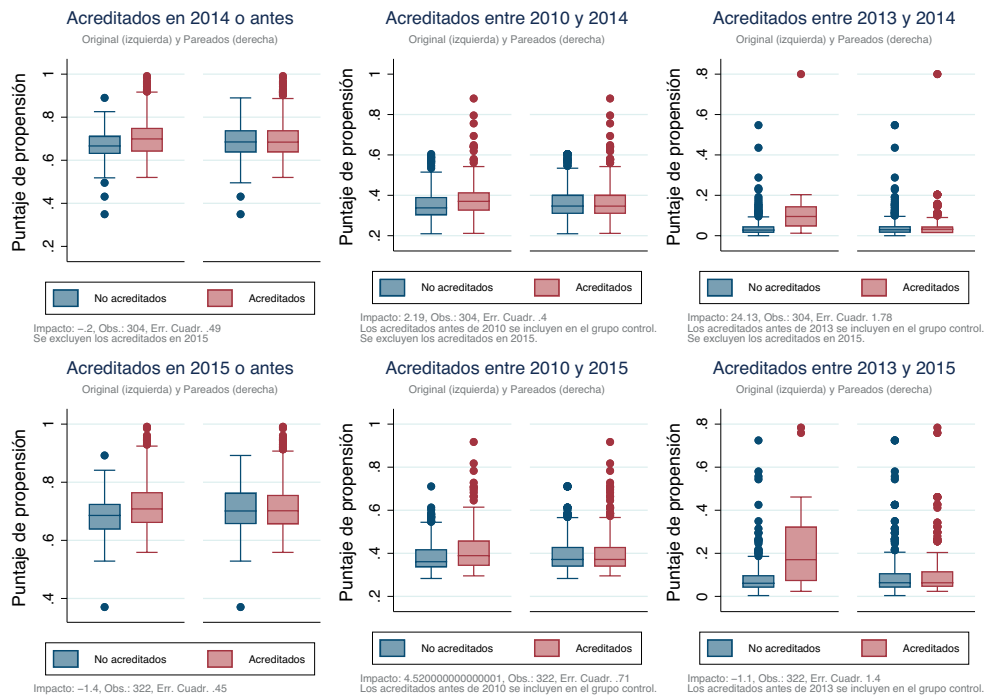 Acreditados en 2014 o antes
Original (izquierda) y Pareados (derecha)
Puntaje de propensión
1
.8
.6
.4
.2
No acreditados
Acreditados
Impacto: −.2, Obs.: 304, Err. Cuadr. .49
Se excluyen los acreditados en 2015
Acreditados entre 2010 y 2014
Original (izquierda) y Pareados (derecha)
Puntaje de propensión
1
.8
.6
.4
.2
No acreditados
Acreditados
Impacto: 2.19, Obs.: 304, Err. Cuadr. .4
Los acreditados antes de 2010 se incluyen en el grupo control.
Se excluyen los acreditados en 2015.
Acreditados entre 2013 y 2014
Original (izquierda) y Pareados (derecha)
Puntaje de propensión
.8
.6
.4
.2
0
No acreditados
Acreditados
Impacto: 24.13, Obs.: 304, Err. Cuadr. 1.78
Los acreditados antes de 2013 se incluyen en el grupo control.
Se excluyen los acreditados en 2015.
Acreditados en 2015 o antes
Original (izquierda) y Pareados (derecha)
Puntaje de propensión
1
.8
.6
.4
No acreditados
Acreditados
Impacto: −1.4, Obs.: 322, Err. Cuadr. .45
Acreditados entre 2010 y 2015
Original (izquierda) y Pareados (derecha)
Puntaje de propensión
1
.8
.6
.4
.2
No acreditados
Acreditados
Impacto: 4.520000000000001, Obs.: 322, Err. Cuadr. .71
Los acreditados antes de 2010 se incluyen en el grupo control.
Acreditados entre 2013 y 2015
Original (izquierda) y Pareados (derecha)
Puntaje de propensión
.8
.6
.4
.2
0
No acreditados
Acreditados
Impacto: −1.1, Obs.: 322, Err. Cuadr. 1.4
Los acreditados antes de 2013 se incluyen en el grupo control.